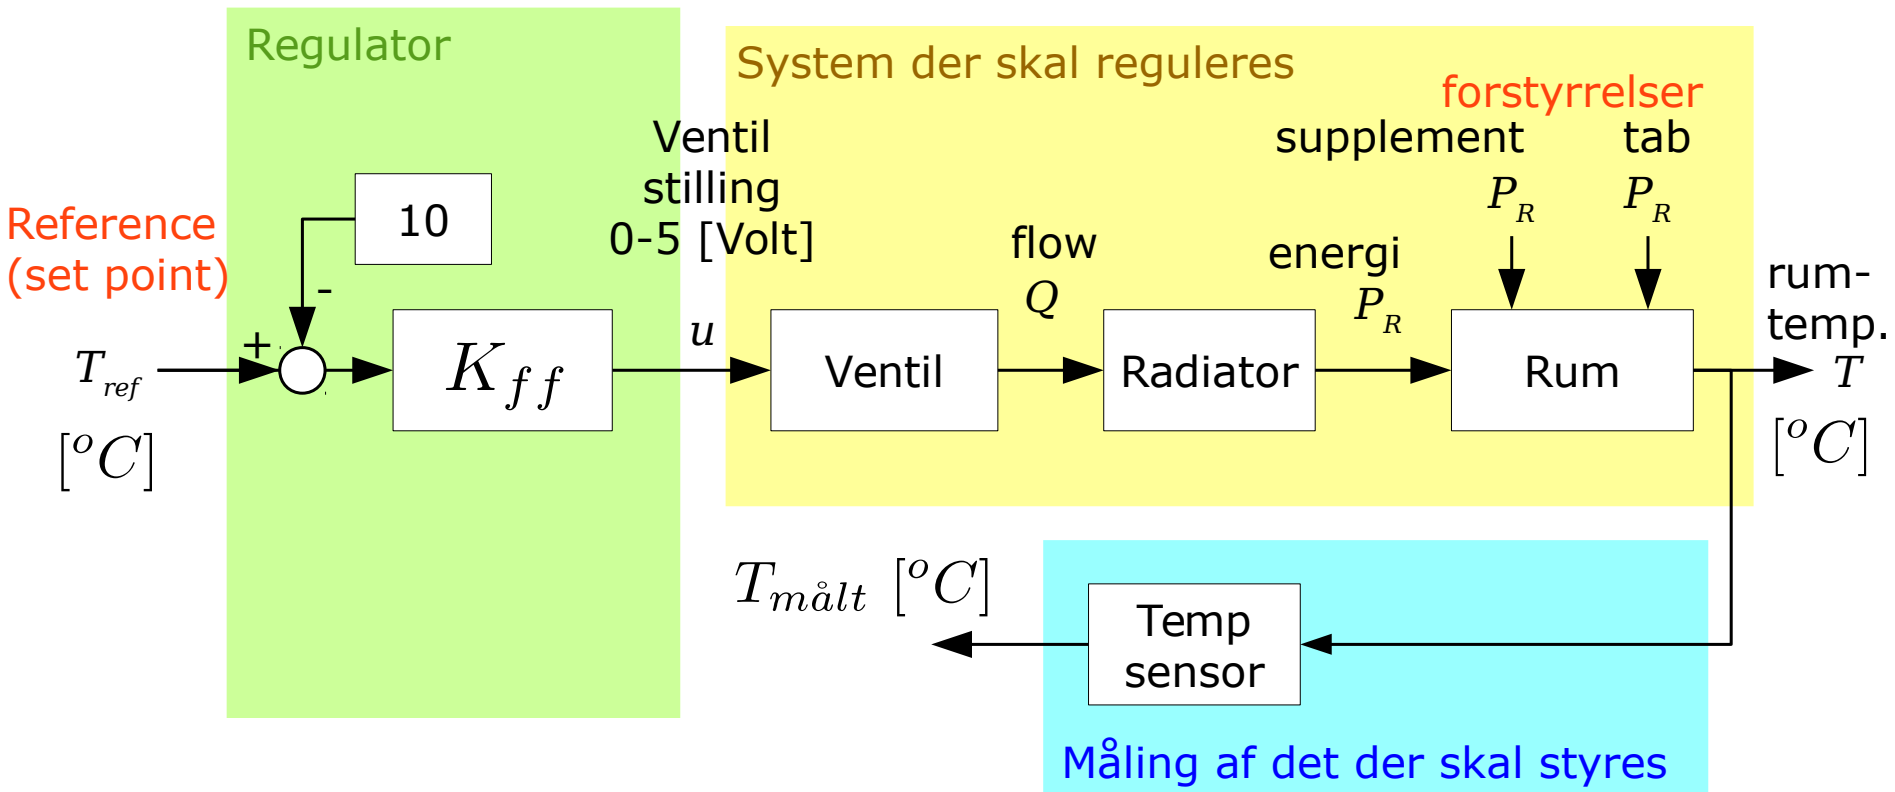 Regulator
System der skal reguleres
forstyrrelser
Ventil
stilling
0-5 [Volt]
supplement
tab
P_R
P_R
10
Reference
(set point)
-
+
flow
Q
energi
P_R
rum-
temp.
T_ref
K_ff
u
Ventil
Radiator
Rum
T
[°C]
[°C]
T_målt [°C]
Temp
sensor
Måling af det der skal styres